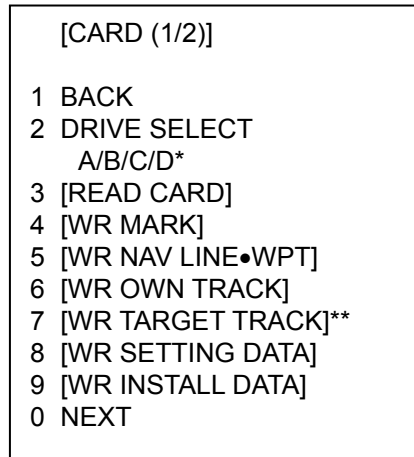 [CARD (1/2)]
1 BACK
2 DRIVE SELECT
A/B/C/D*
3 [READ CARD]
4 [WR MARK]
5 [WR NAV LINE•WPT]
6 [WR OWN TRACK]
7 [WR TARGET TRACK]**
8 [WR SETTING DATA]
9 [WR INSTALL DATA]
0 NEXT